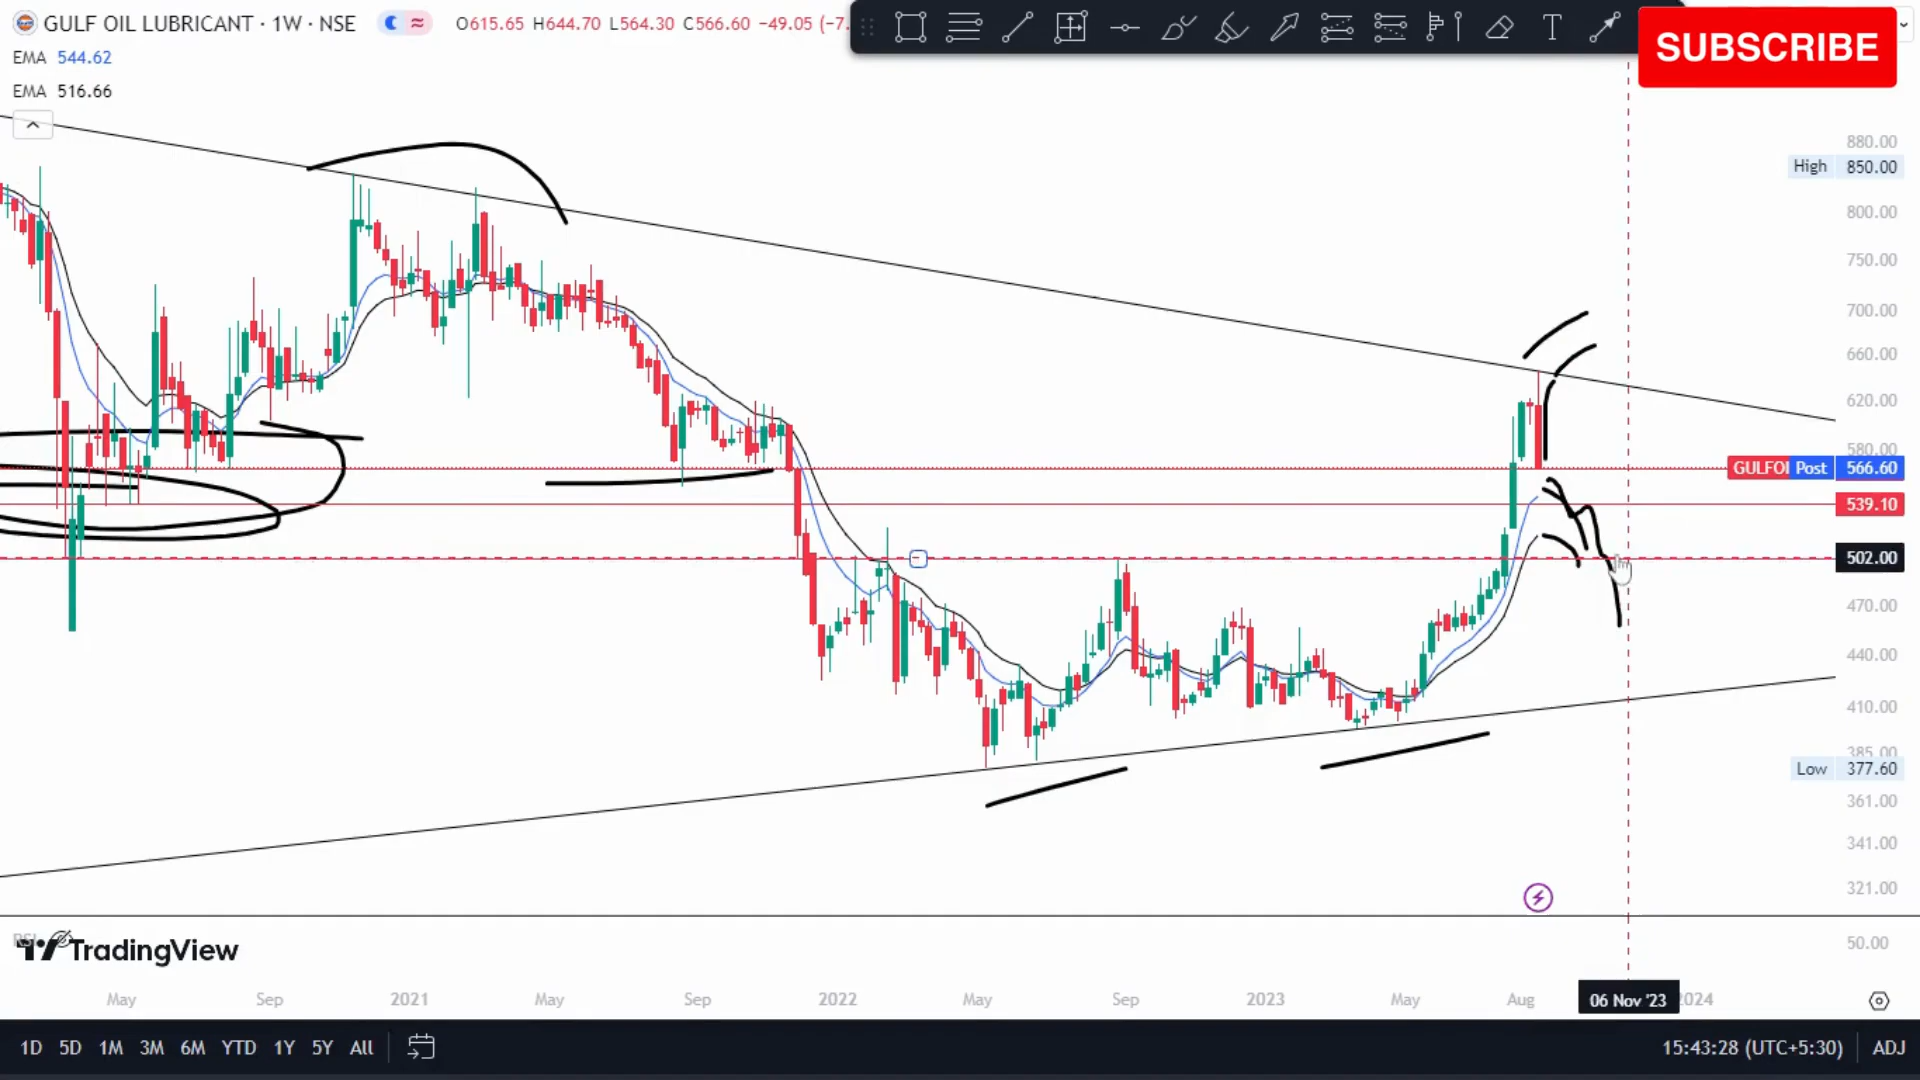 GULF OIL LUBRICANT · 1W · NSE O615.65 H644.70 L564.30 C566.60 −49.05 (−7.
SUBSCRIBE
EMA 544.62
EMA 516.66
880.00
High 850.00
800.00
750.00
700.00
660.00
620.00
580.00
GULFOI Post 566.60
539.10
502.00
470.00
440.00
410.00
385.00
Low 377.60
361.00
341.00
321.00
RSI
TradingView
50.00
May Sep 2021 May Sep 2022 May Sep 2023 May Aug 06 Nov '23 2024
1D 5D 1M 3M 6M YTD 1Y 5Y All 15:43:28 (UTC+5:30) ADJ